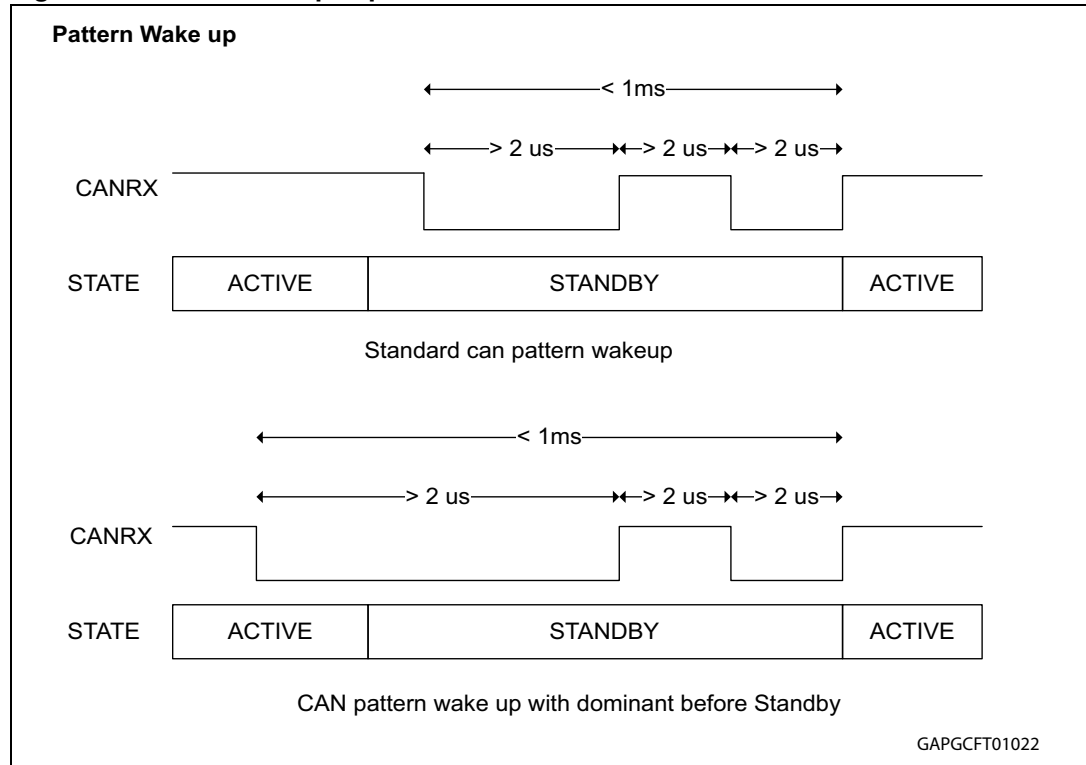 Pattern Wake up
< 1ms
> 2 us > 2 us > 2 us
CANRX
STATE ACTIVE STANDBY ACTIVE
Standard can pattern wakeup
< 1ms
> 2 us > 2 us > 2 us
CANRX
STATE ACTIVE STANDBY ACTIVE
CAN pattern wake up with dominant before Standby
GAPGCFT01022